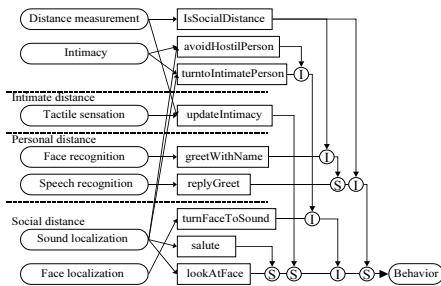 Distance measurement
IsSocialDistance
Intimacy
avoidHostilPerson
turntoIntimatePerson
I
Intimate distance
Tactile sensation
updateIntimacy
Personal distance
Face recognition
greetWithName
I
Speech recognition
replyGreet
S
I
Social distance
turnFaceToSound
I
Sound localization
salute
Face localization
lookAtFace
S
S
I
S
Behavior